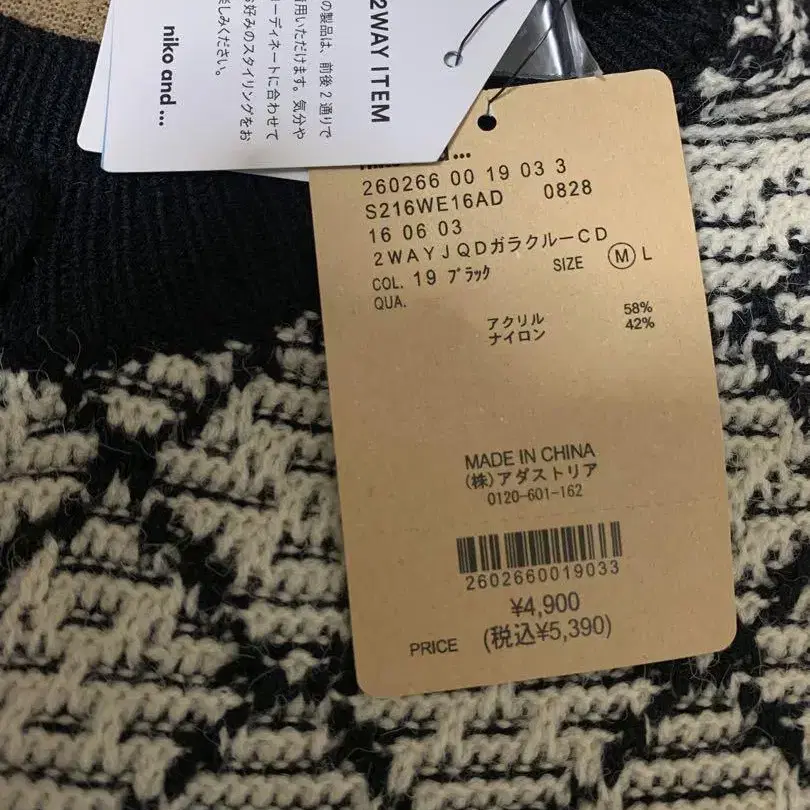 2WAY ITEM
の製品は、前後2通りで
用いただけます。気分や
ーディネートに合わせて
好みのスタイリングをお
しみください。
niko and ...
260266 00 19 03 3
S216WE16AD 0828
16 06 03
2WAYJQDガラクルーCD
COL. 19 ブラック SIZE M L
QUA.
アクリル 58%
ナイロン 42%
MADE IN CHINA
(株)アダストリア
0120-601-162
2602660019033
¥4,900
PRICE (税込¥5,390)